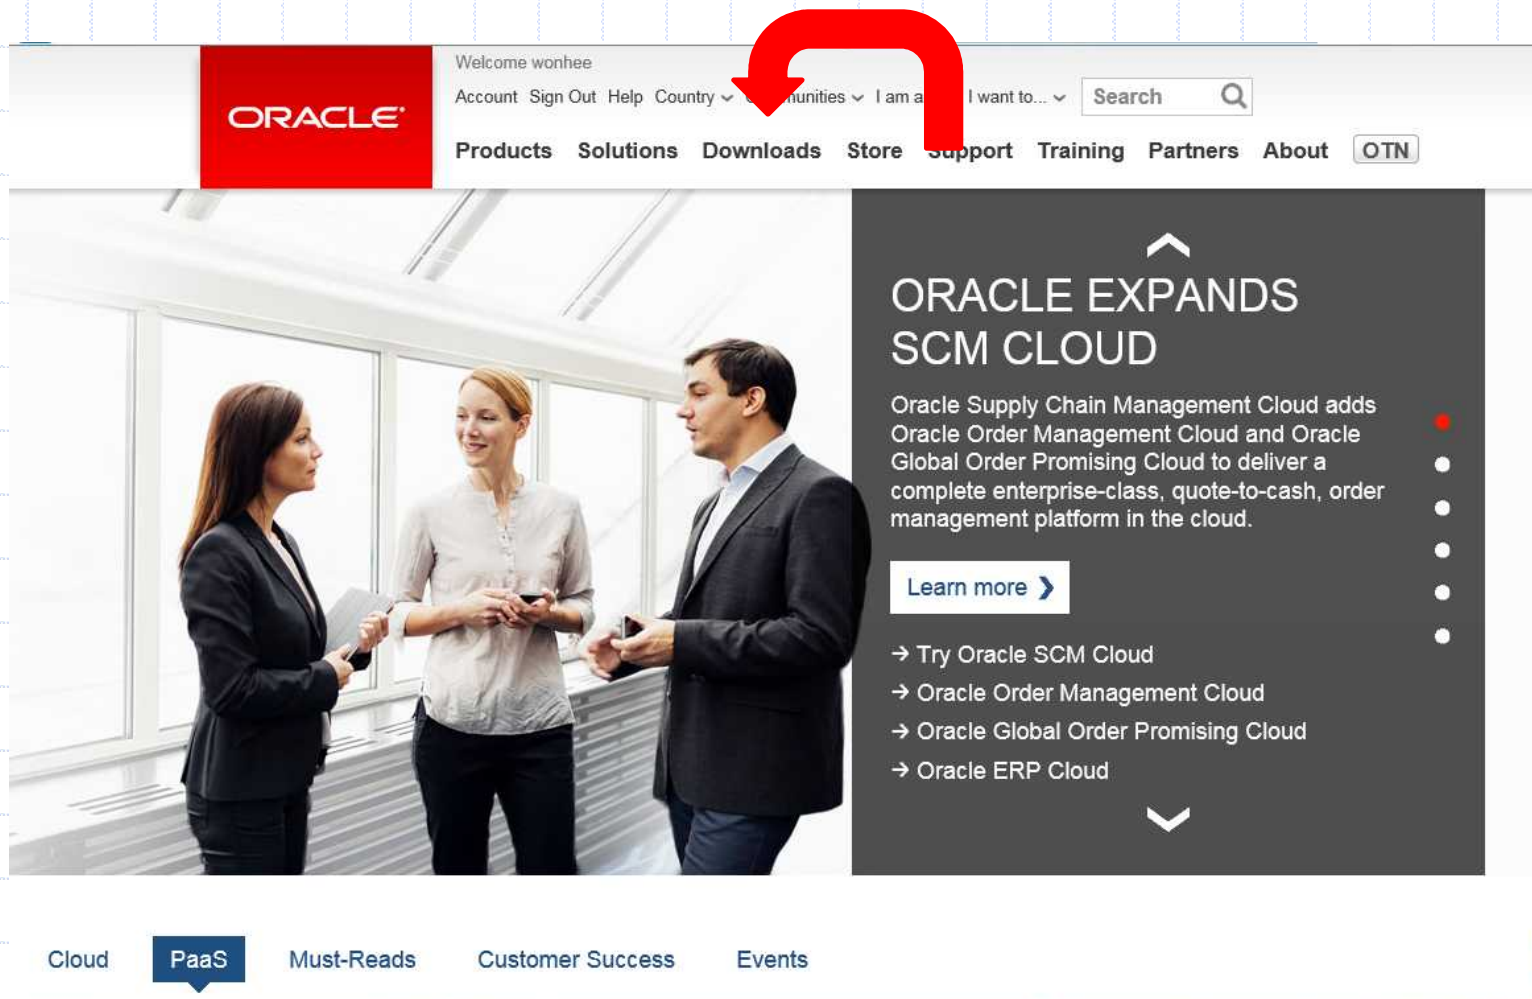 Welcome wonhee
Account Sign Out Help Country I am a I want to... Search
ORACLE
Products Solutions Downloads Store Support Training Partners About OTN
ORACLE EXPANDS
SCM CLOUD
Oracle Supply Chain Management Cloud adds
Oracle Order Management Cloud and Oracle
Global Order Promising Cloud to deliver a
complete enterprise-class, quote-to-cash, order
management platform in the cloud.
Learn more
Try Oracle SCM Cloud
Oracle Order Management Cloud
Oracle Global Order Promising Cloud
Oracle ERP Cloud
Cloud PaaS Must-Reads Customer Success Events